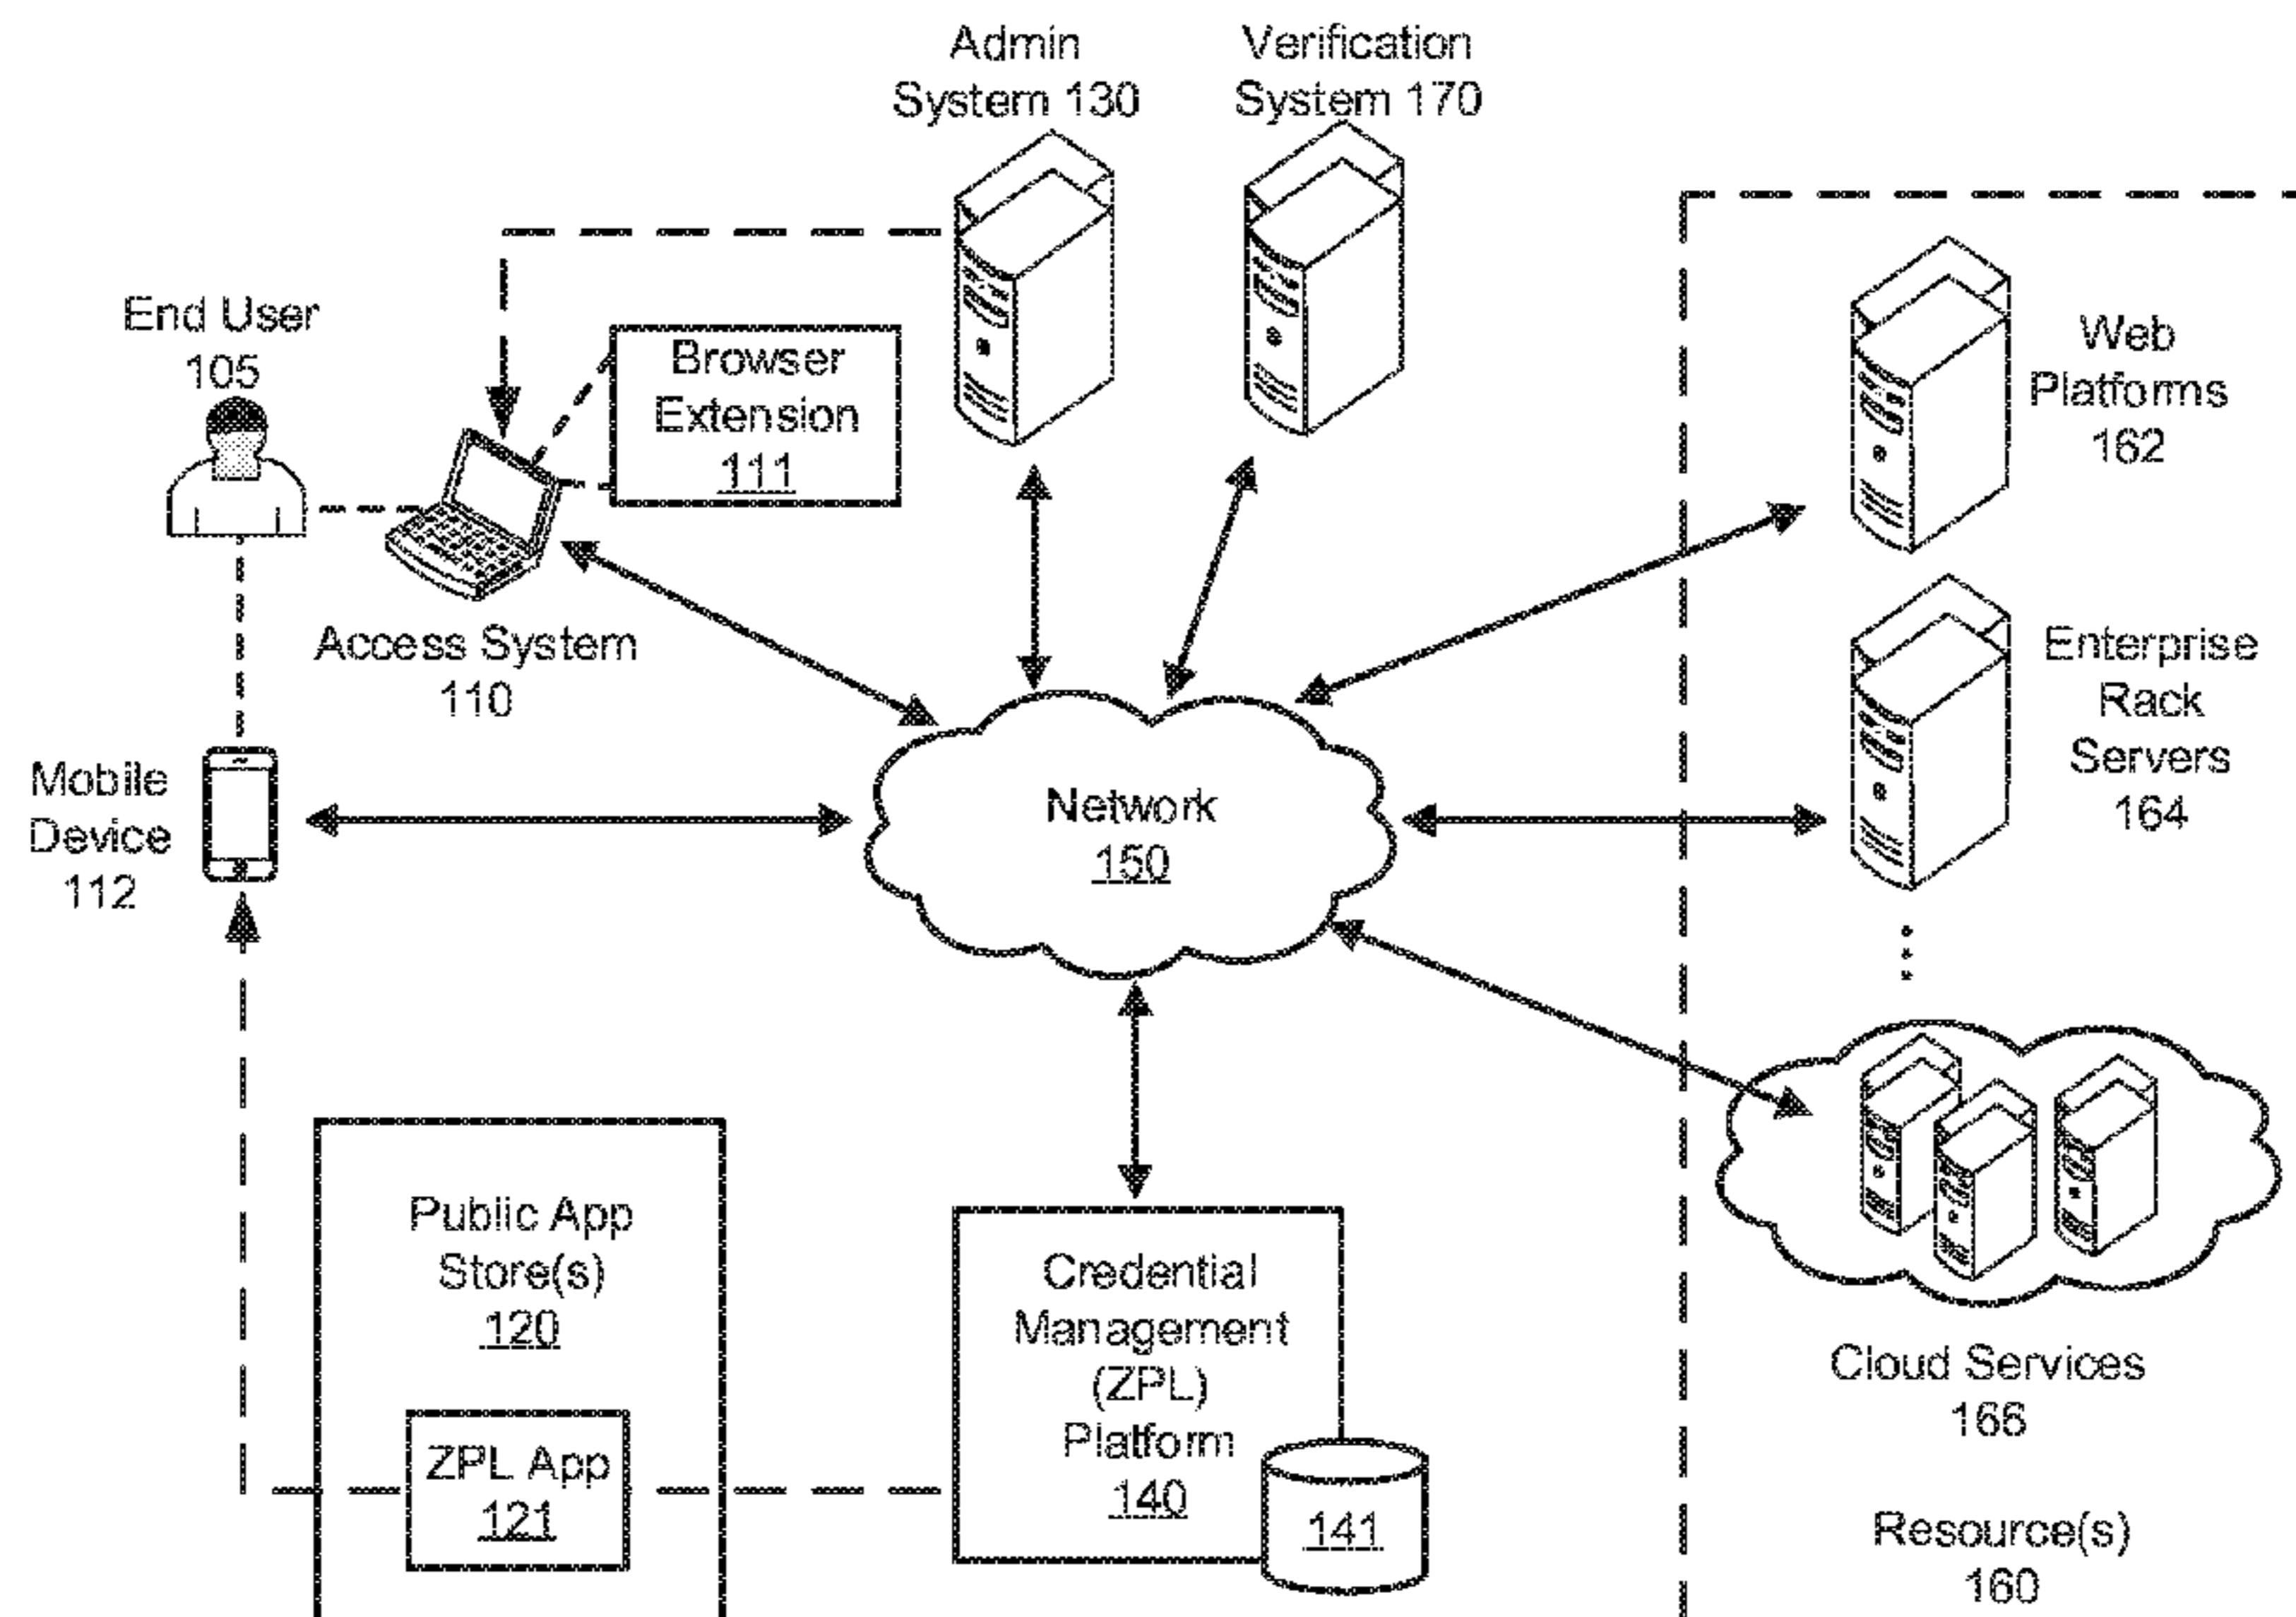 Admin
System 130
Verification
System 170
End User
105
Browser
Extension
111
Web
Platforms
162
Access System
110
Enterprise
Rack
Servers
164
Mobile
Device
112
Network
150
Public App
Store(s)
120
ZPL App
121
Credential
Management
(ZPL)
Platform
140
141
Cloud Services
166
Resource(s)
160